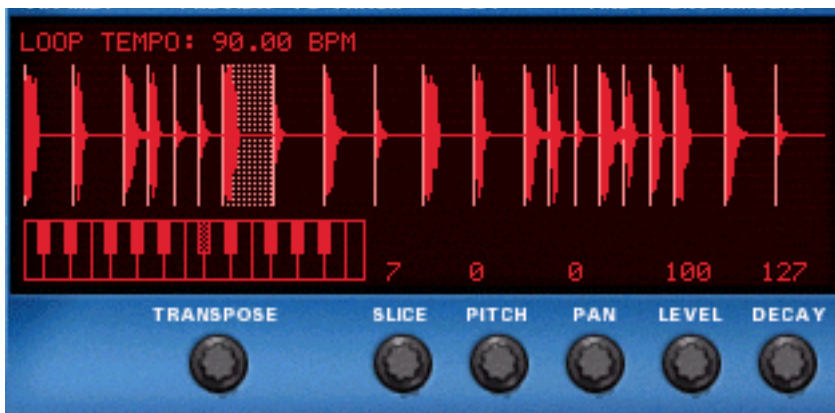 LOOP TEMPO: 90.00 BPM
7 0 0 100 127
TRANSPOSE SLICE PITCH PAN LEVEL DECAY